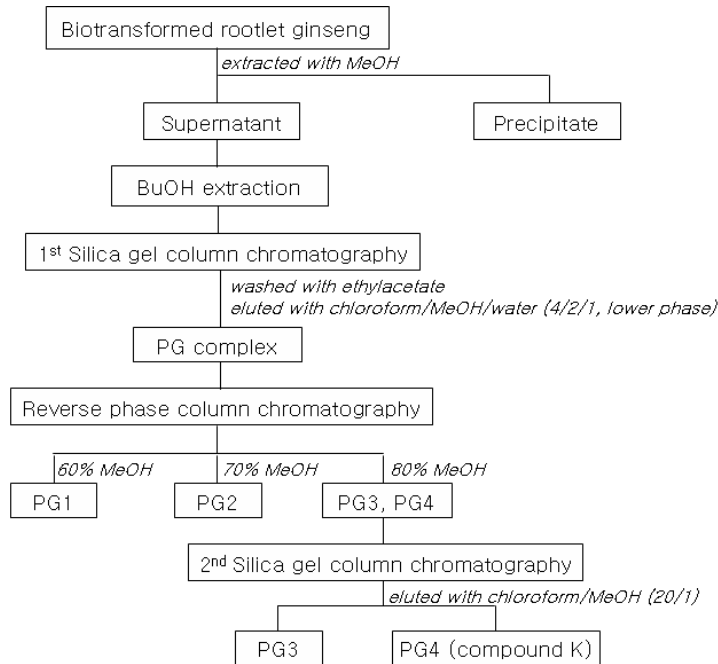 Biotransformed rootlet ginseng
extracted with MeOH
Supernatant
Precipitate
BuOH extraction
1st Silica gel column chromatography
washed with ethylacetate
eluted with chloroform/MeOH/water (4/2/1, lower phase)
PG complex
Reverse phase column chromatography
60% MeOH
70% MeOH
80% MeOH
PG1
PG2
PG3, PG4
2nd Silica gel column chromatography
eluted with chloroform/MeOH (20/1)
PG3
PG4 (compound K)